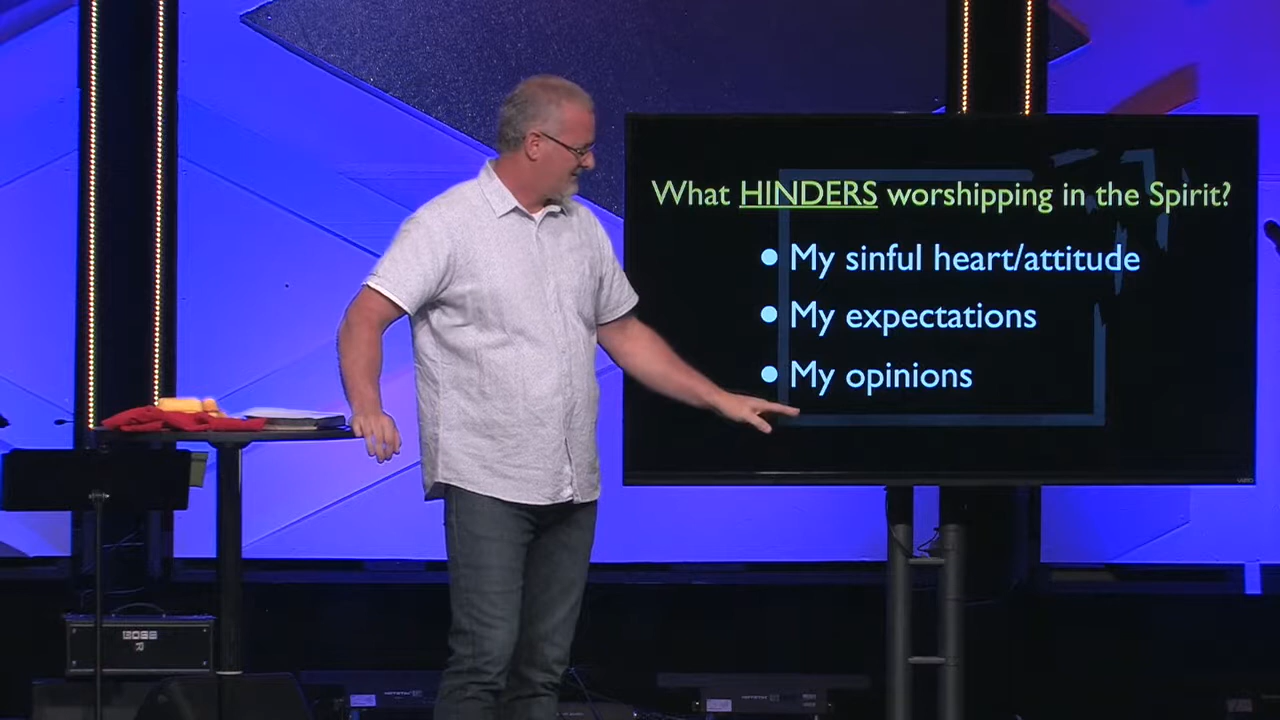 What HINDERS worshipping in the Spirit?
• My sinful heart/attitude
• My expectations
• My opinions